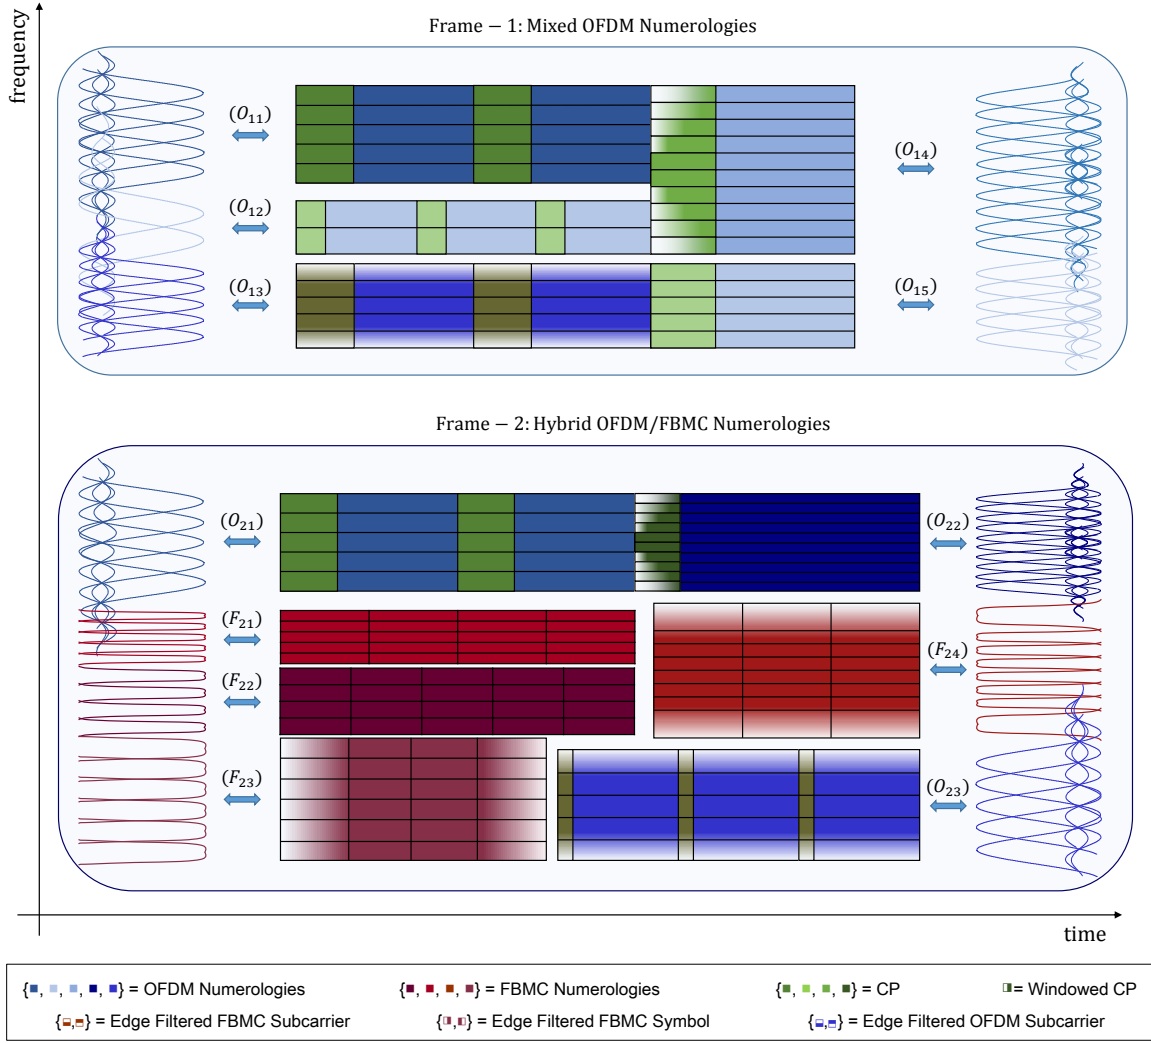 Frame − 1: Mixed OFDM Numerologies
frequency
(O₁₁)
(O₁₄)
(O₁₂)
(O₁₃)
(O₁₅)
Frame − 2: Hybrid OFDM/FBMC Numerologies
(O₂₁)
(O₂₂)
(F₂₁)
(F₂₄)
(F₂₂)
(F₂₃)
(O₂₃)
time
{■, ■, ■, ■, ■} = OFDM Numerologies {■, ■, ■, ■} = FBMC Numerologies {■, ■, ■, ■} = CP = Windowed CP
{ , } = Edge Filtered FBMC Subcarrier { , } = Edge Filtered FBMC Symbol { , } = Edge Filtered OFDM Subcarrier